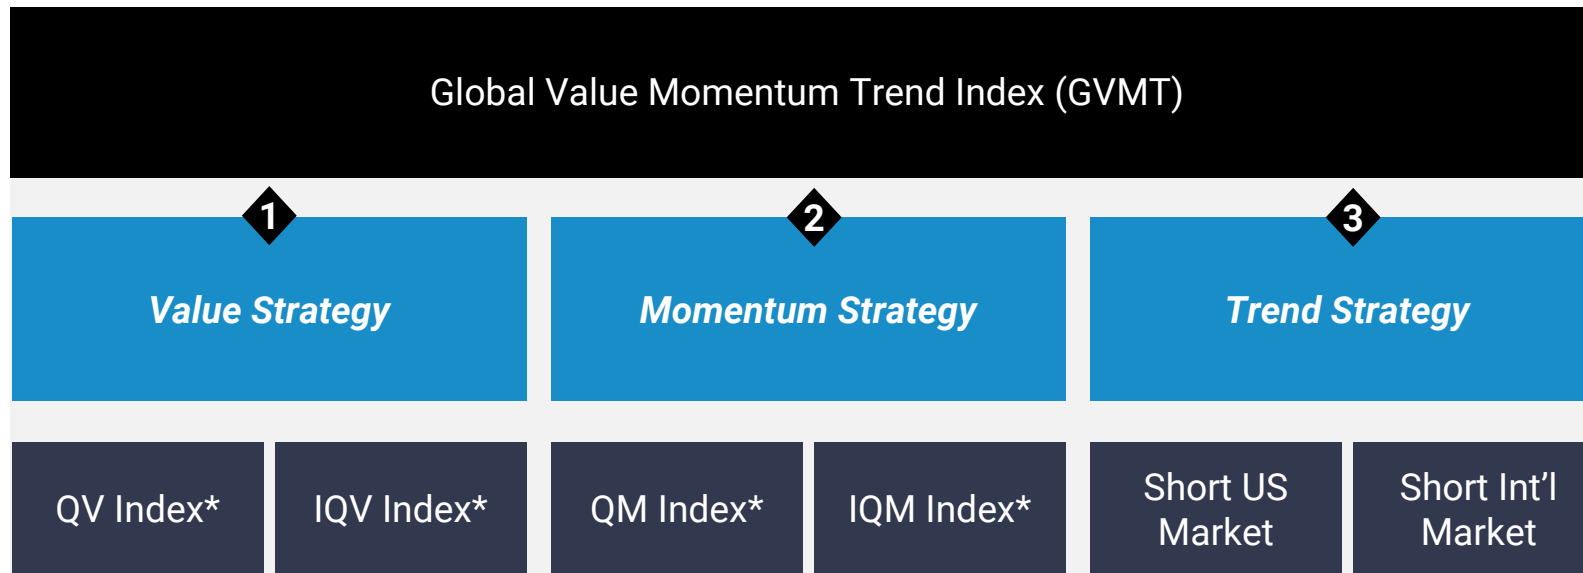 Global Value Momentum Trend Index (GVMT)
1
2
3
Value Strategy
Momentum Strategy
Trend Strategy
QV Index*
IQV Index*
QM Index*
IQM Index*
Short US
Market
Short Int’l
Market